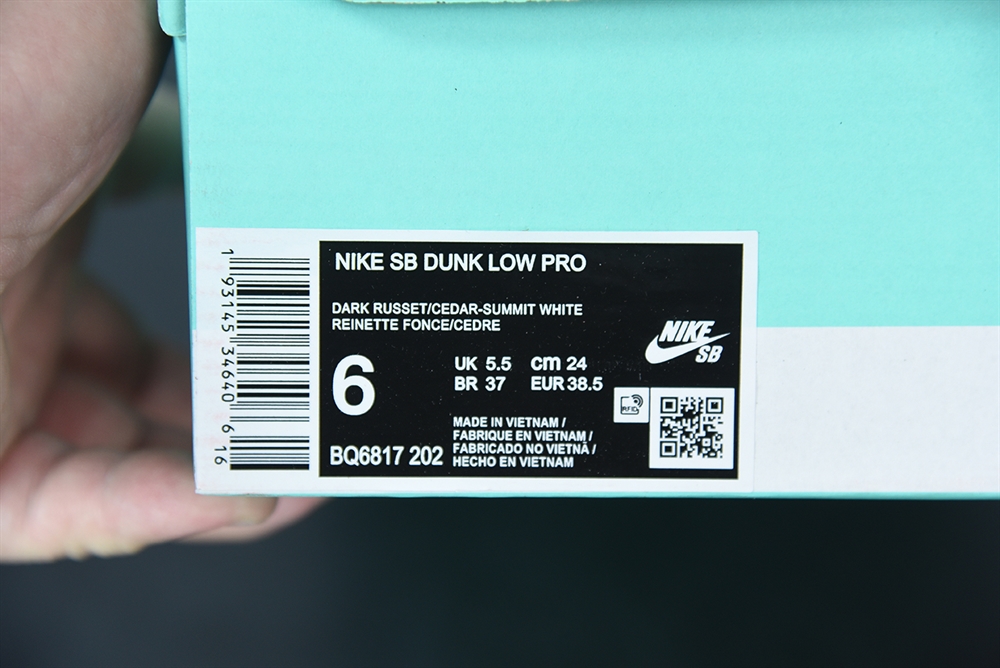 NIKE SB DUNK LOW PRO
DARK RUSSET/CEDAR-SUMMIT WHITE
REINETTE FONCE/CEDRE
6
UK 5.5 cm 24
BR 37 EUR 38.5
NIKE
SB
RFID
BQ6817 202
MADE IN VIETNAM /
FABRIQUE EN VIETNAM /
FABRICADO NO VIETNÃ /
HECHO EN VIETNAM
1 93145 34640 6 16